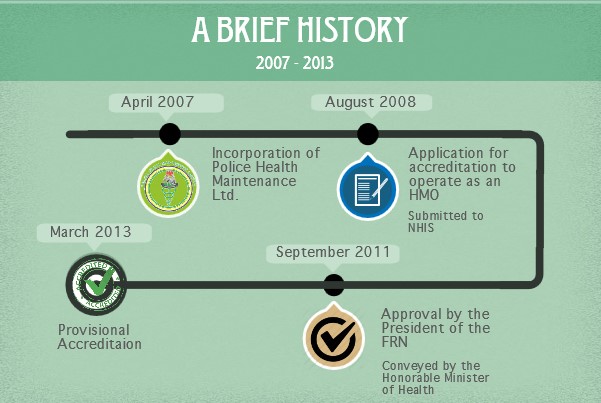 A BRIEF HISTORY
2007 - 2013
April 2007
Incorporation of
Police Health
Maintenance
Ltd.
August 2008
Application for
accreditation to
operate as an
HMO
Submitted to
NHIS
September 2011
Approval by the
President of the
FRN
Conveyed by the
Honorable Minister
of Health
March 2013
ACCREDITED
ACCREDITED
Provisional
Accreditaion